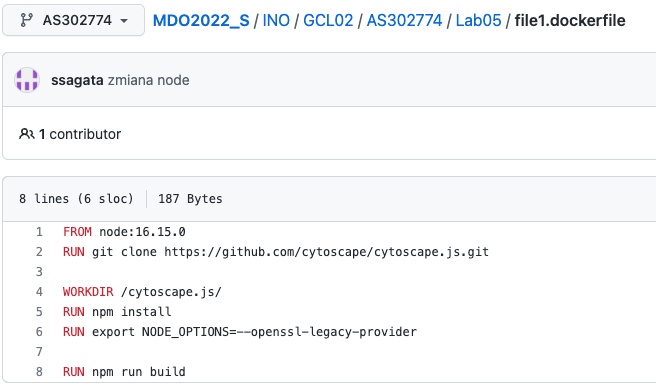 AS302774 MDO2022_S / INO / GCL02 / AS302774 / Lab05 / file1.dockerfile
ssagata zmiana node
1 contributor
8 lines (6 sloc) 187 Bytes
1 FROM node:16.15.0
2 RUN git clone https://github.com/cytoscape/cytoscape.js.git
3
4 WORKDIR /cytoscape.js/
5 RUN npm install
6 RUN export NODE_OPTIONS=--openssl-legacy-provider
7
8 RUN npm run build